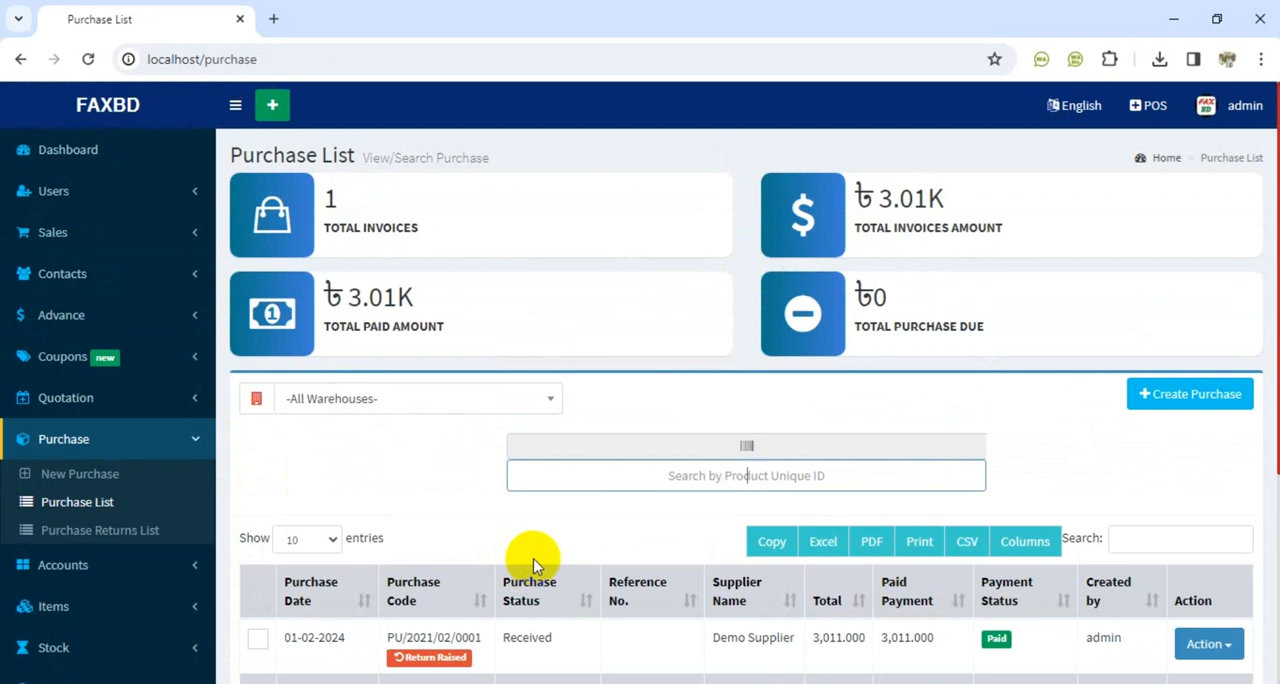 Purchase List
localhost/purchase
FAXBD
English
POS
admin
Dashboard
Users
Sales
Contacts
Advance
Coupons new
Quotation
Purchase
New Purchase
Purchase List
Purchase Returns List
Accounts
Items
Stock
Purchase List View/Search Purchase
Home > Purchase List
1
TOTAL INVOICES
৳ 3.01K
TOTAL INVOICES AMOUNT
৳ 3.01K
TOTAL PAID AMOUNT
৳0
TOTAL PURCHASE DUE
-All Warehouses-
Create Purchase
Search by Product Unique ID
Show 10 entries
Copy Excel PDF Print CSV Columns Search:
Purchase Date
Purchase Code
Purchase Status
Reference No.
Supplier Name
Total
Paid Payment
Payment Status
Created by
Action
01-02-2024 PU/2021/02/0001 Received Demo Supplier 3,011.000 3,011.000 Paid admin Action
Return Raised